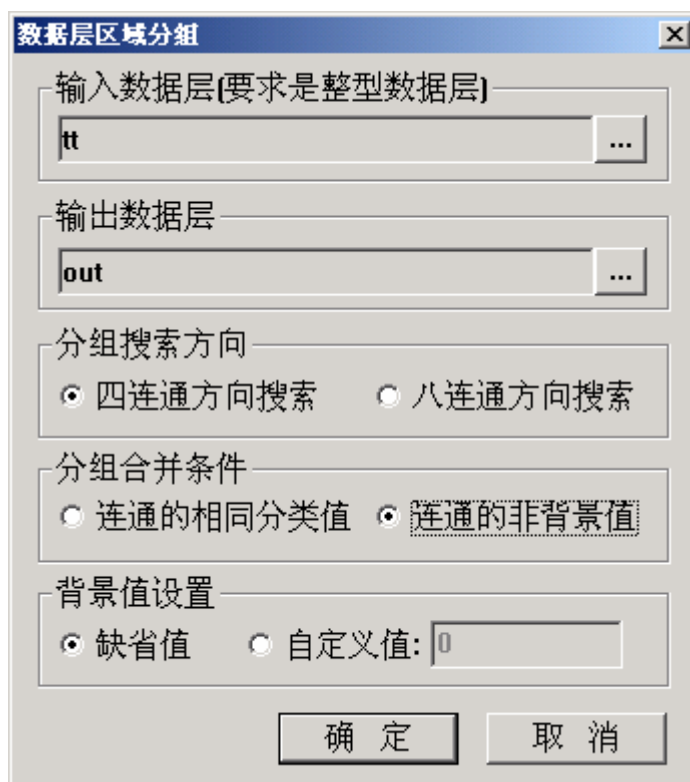 数据层区域分组
输入数据层(要求是整型数据层)
tt ...
输出数据层
out ...
分组搜索方向
四连通方向搜索 八连通方向搜索
分组合并条件
连通的相同分类值 连通的非背景值
背景值设置
缺省值 自定义值: 0
确 定 取 消